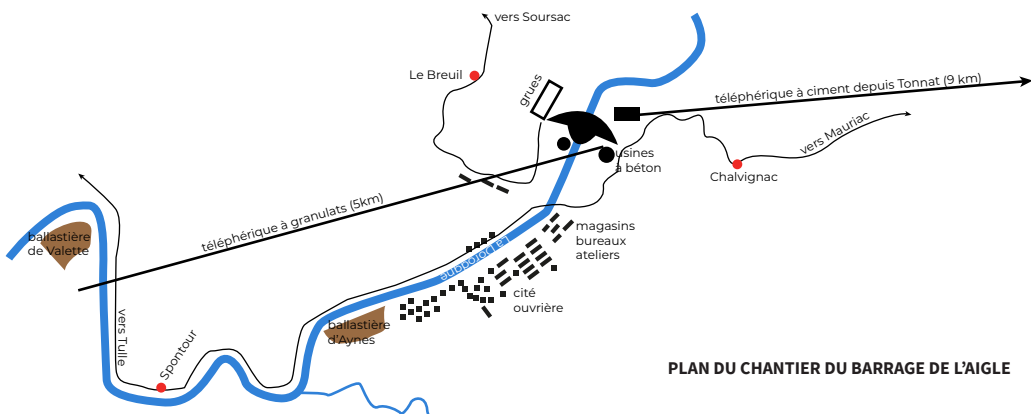 vers Soursac
Le Breuil
grues
téléphérique à ciment depuis Tonnat (9 km)
vers Mauriac
usines
à béton
Chalvignac
téléphérique à granulats (5km)
ballastière
de Valette
magasins
bureaux
ateliers
La Dordogne
cité
ouvrière
ballastière
d'Aynes
vers Tulle
Spontour
PLAN DU CHANTIER DU BARRAGE DE L'AIGLE